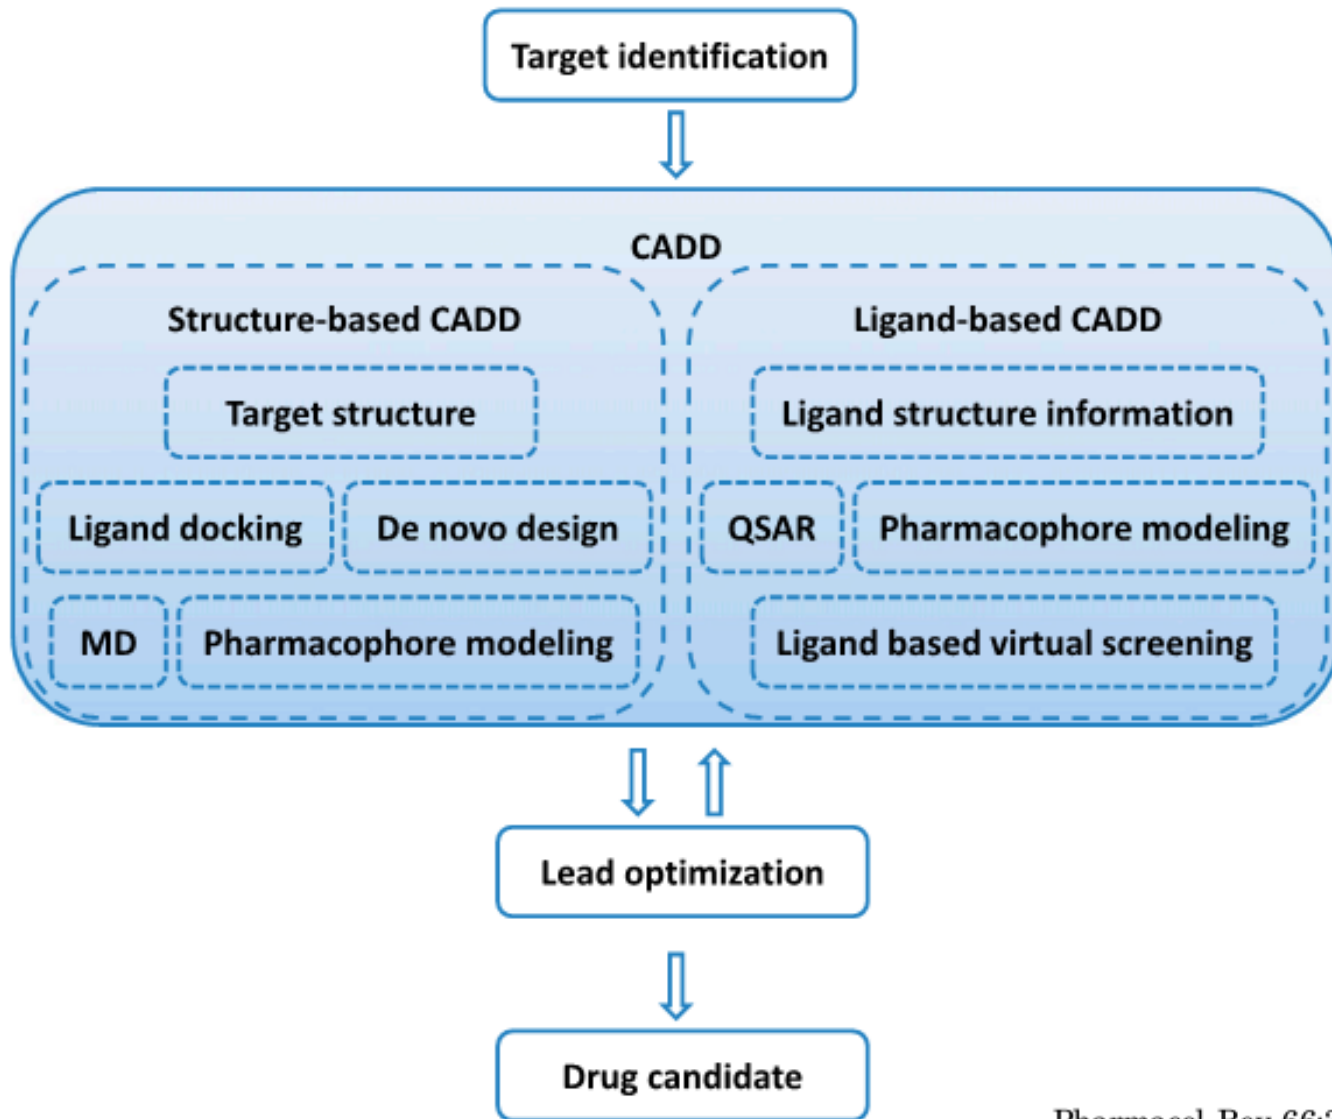 Target identification
CADD
Structure-based CADD
Target structure
Ligand docking
De novo design
MD
Pharmacophore modeling
Ligand-based CADD
Ligand structure information
QSAR
Pharmacophore modeling
Ligand based virtual screening
Lead optimization
Drug candidate